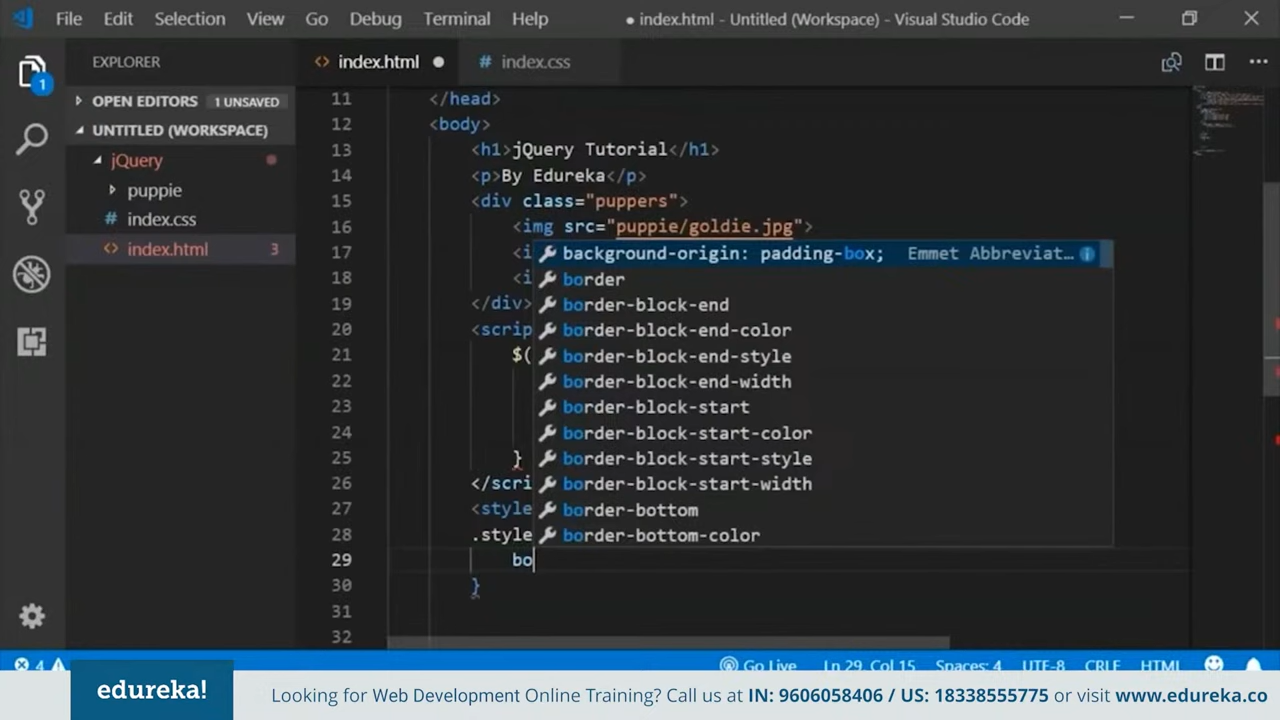 File Edit Selection View Go Debug Terminal Help ● index.html - Untitled (Workspace) - Visual Studio Code
EXPLORER
OPEN EDITORS 1 UNSAVED
UNTITLED (WORKSPACE)
jQuery
puppie
# index.css
<> index.html 3
1
<> index.html ● # index.css
11 </head>
12 <body>
13 <h1>jQuery Tutorial</h1>
14 <p>By Edureka</p>
15 <div class="puppers">
16 <img src="puppie/goldie.jpg">
17 <i
18 <i
19 </div>
20 <scrip
21 $(
22
23
24
25 }
26 </scri
27 <style
28 .style
29 bo
30 }
31
32
background-origin: padding-box; Emmet Abbreviat…
border
border-block-end
border-block-end-color
border-block-end-style
border-block-end-width
border-block-start
border-block-start-color
border-block-start-style
border-block-start-width
border-bottom
border-bottom-color
4 Go Live Ln 29, Col 15 Spaces: 4 UTF-8 CRLF HTML
edureka! Looking for Web Development Online Training? Call us at IN: 9606058406 / US: 18338555775 or visit www.edureka.co